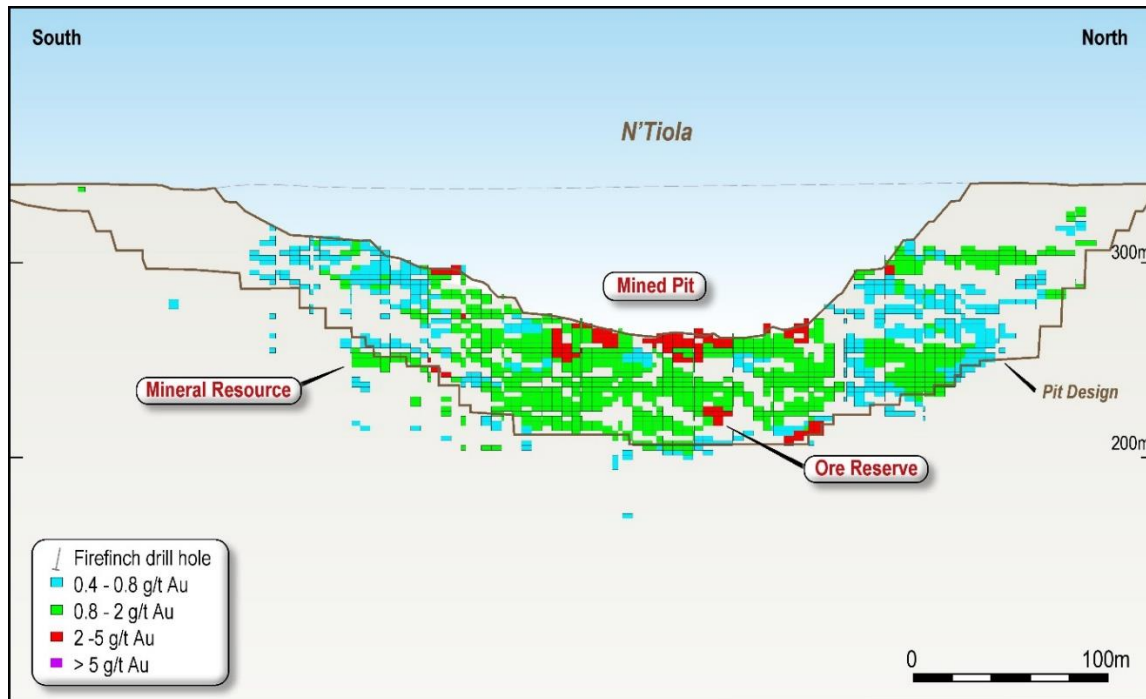 South
North
N'Tiola
300m
Mined Pit
Mineral Resource
Pit Design
200m
Ore Reserve
Firefinch drill hole
0.4 - 0.8 g/t Au
0.8 - 2 g/t Au
2 -5 g/t Au
> 5 g/t Au
0
100m